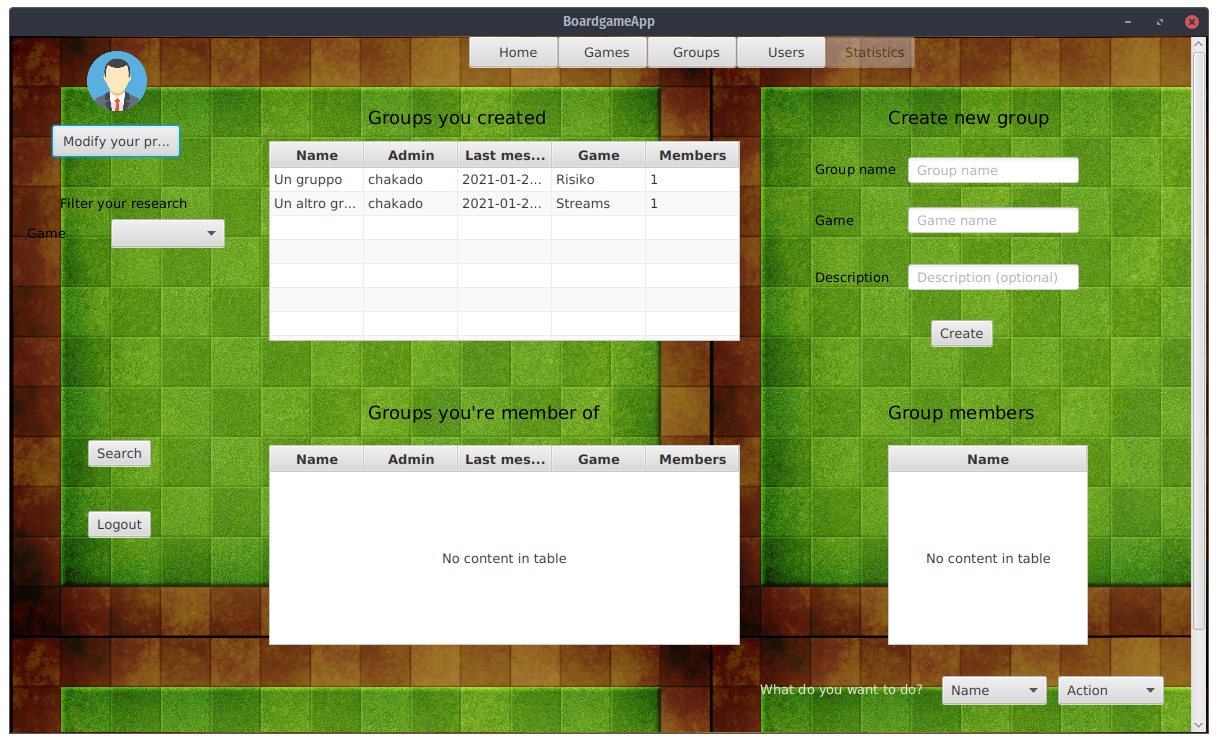 BoardgameApp
Home Games Groups Users Statistics
Modify your pr...
Filter your research
Game
Search
Logout
Groups you created
Name Admin Last mes... Game Members
Un gruppo chakado 2021-01-2... Risiko 1
Un altro gr... chakado 2021-01-2... Streams 1
Groups you're member of
Name Admin Last mes... Game Members
No content in table
Create new group
Group name Group name
Game Game name
Description Description (optional)
Create
Group members
Name
No content in table
What do you want to do? Name Action